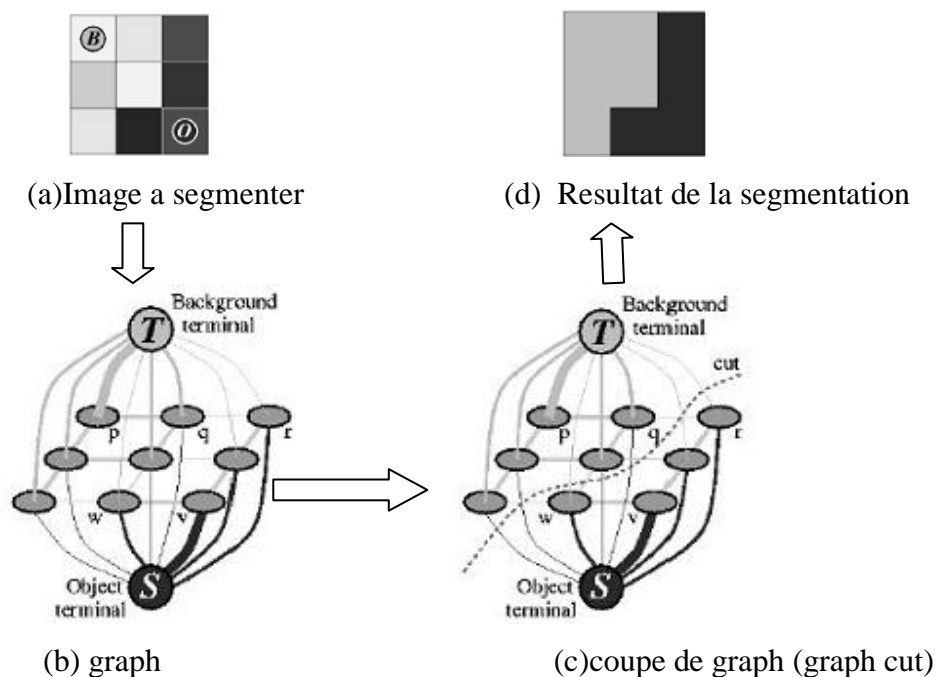 B
O
(a)Image a segmenter
(d) Resultat de la segmentation
Background
terminal
T
p
q
r
w
v
Object
terminal
S
Background
terminal
T
cut
p
q
r
w
v
Object
terminal
S
(b) graph
(c)coupe de graph (graph cut)